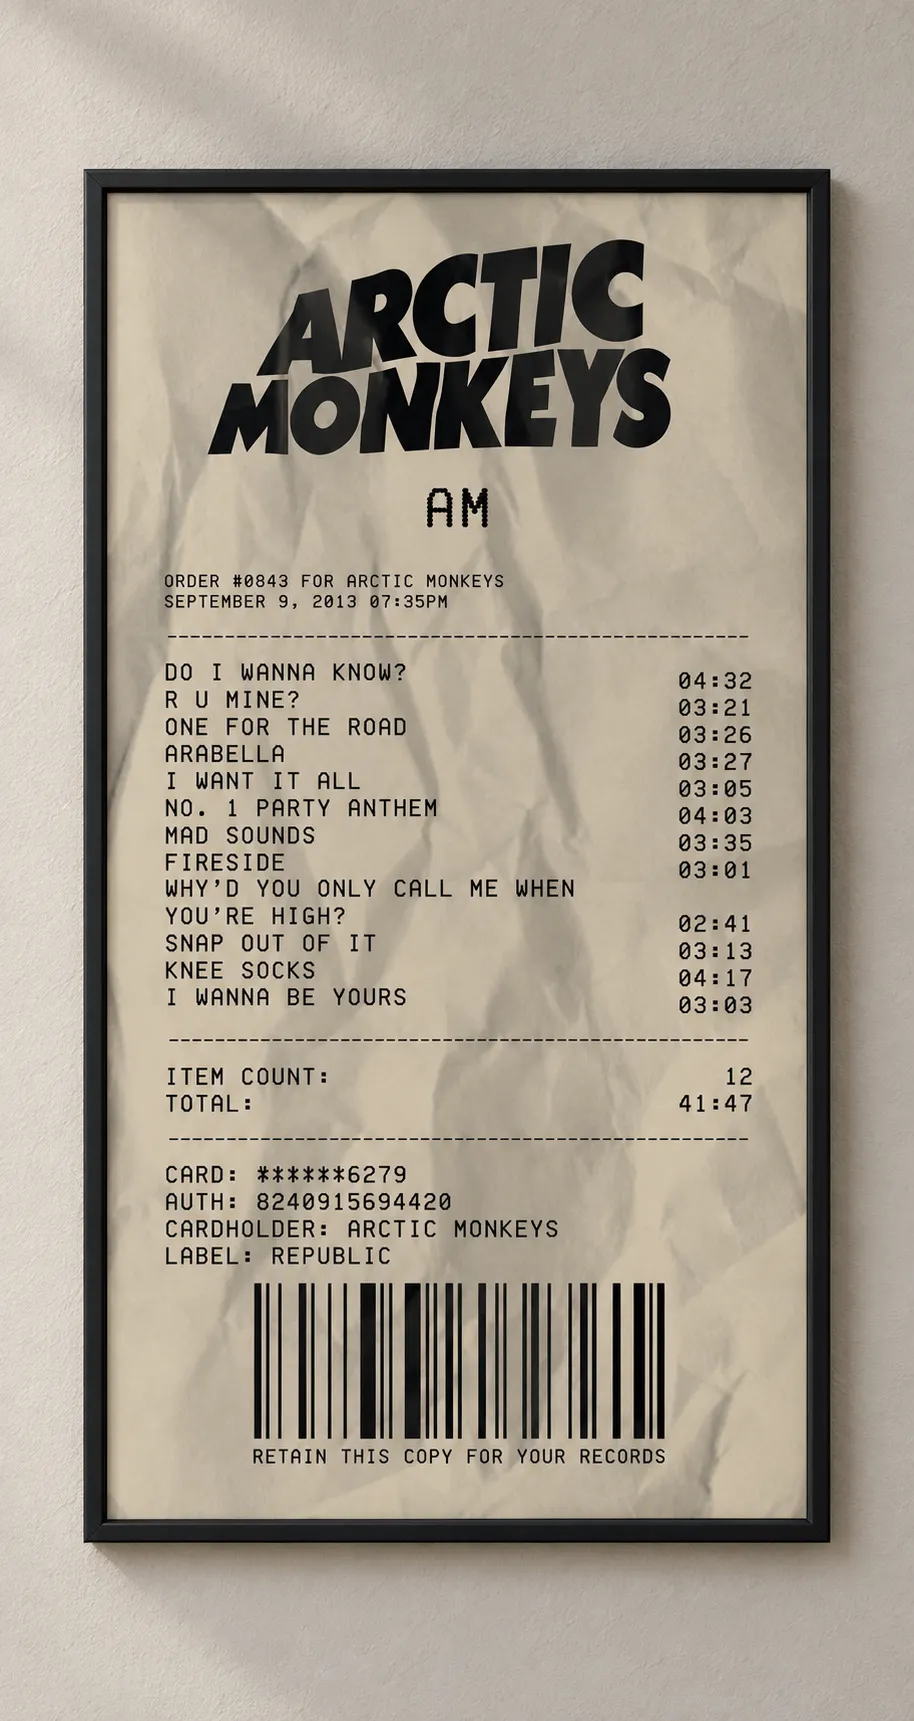 ARCTIC
MONKEYS
AM
ORDER #0843 FOR ARCTIC MONKEYS
SEPTEMBER 9, 2013 07:35PM
DO I WANNA KNOW? 04:32
R U MINE? 03:21
ONE FOR THE ROAD 03:26
ARABELLA 03:27
I WANT IT ALL 03:05
NO. 1 PARTY ANTHEM 04:03
MAD SOUNDS 03:35
FIRESIDE 03:01
WHY'D YOU ONLY CALL ME WHEN
YOU'RE HIGH? 02:41
SNAP OUT OF IT 03:13
KNEE SOCKS 04:17
I WANNA BE YOURS 03:03
ITEM COUNT: 12
TOTAL: 41:47
CARD: ******6279
AUTH: 8240915694420
CARDHOLDER: ARCTIC MONKEYS
LABEL: REPUBLIC
RETAIN THIS COPY FOR YOUR RECORDS